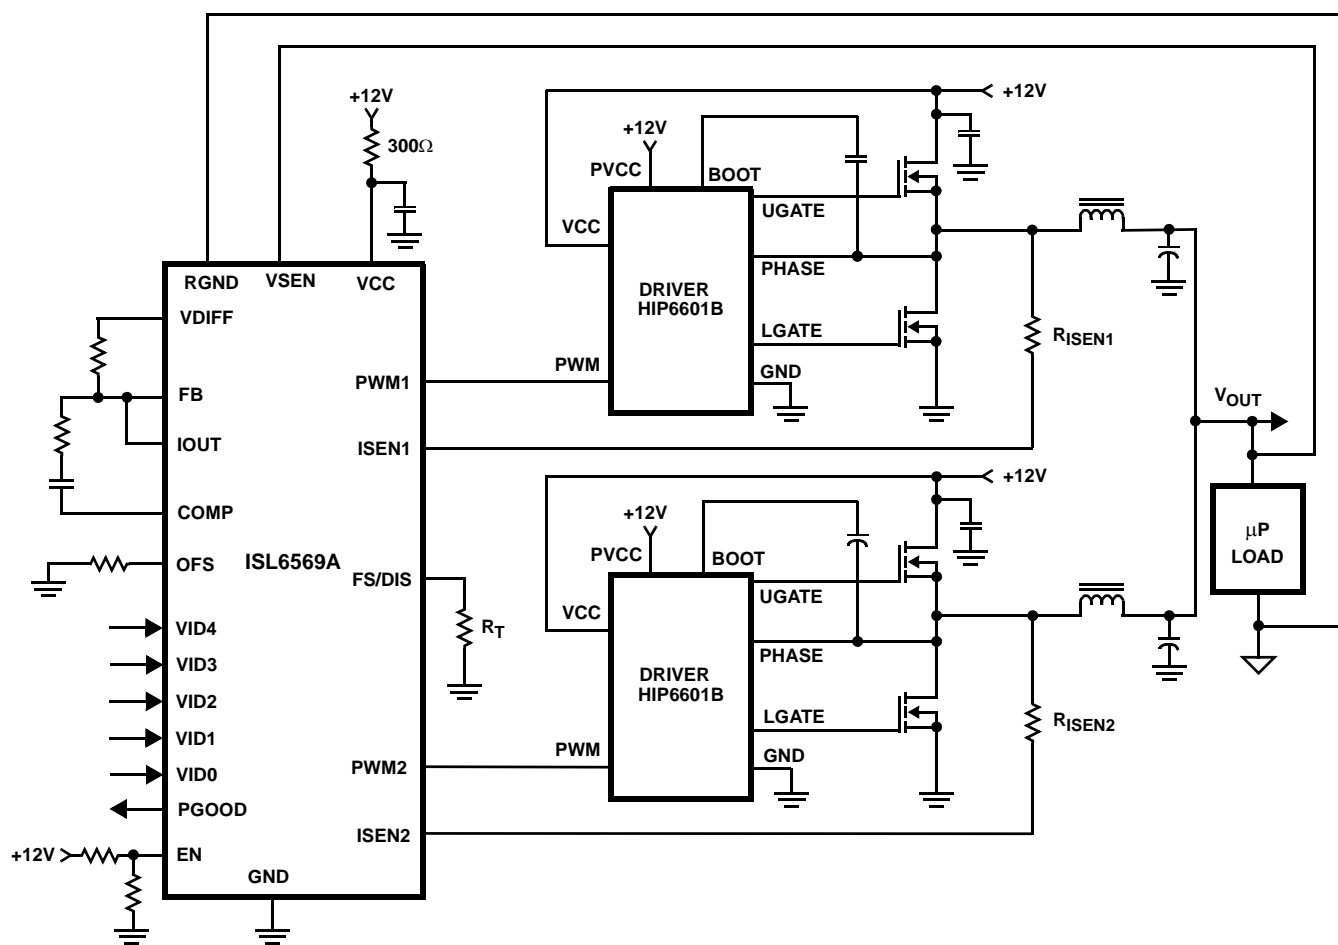 +12V
300Ω
+12V
+12V
PVCC
BOOT
UGATE
VCC
PHASE
DRIVER
HIP6601B
LGATE
PWM
GND
RISEN1
RGND
VSEN
VCC
VDIFF
FB
IOUT
COMP
OFS
VID4
VID3
VID2
VID1
VID0
PGOOD
+12V
EN
GND
ISL6569A
PWM1
ISEN1
FS/DIS
RT
PWM2
ISEN2
VOUT
μP
LOAD
+12V
+12V
PVCC
BOOT
UGATE
VCC
PHASE
DRIVER
HIP6601B
LGATE
PWM
GND
RISEN2